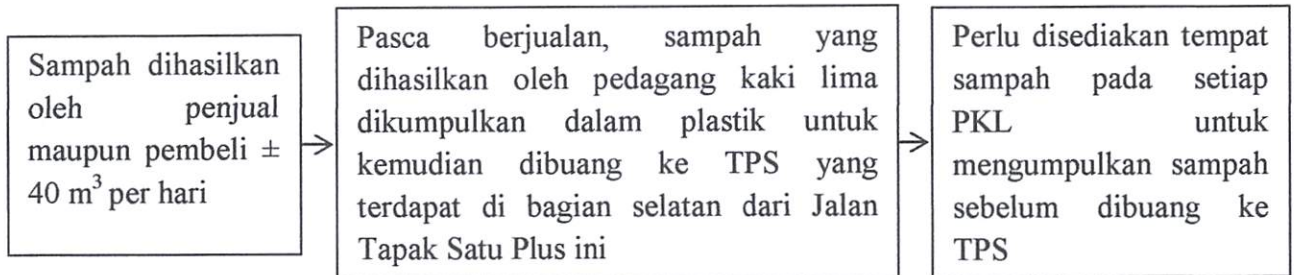 Sampah dihasilkan
oleh penjual
maupun pembeli ±
40 m³ per hari
Pasca berjualan, sampah yang
dihasilkan oleh pedagang kaki lima
dikumpulkan dalam plastik untuk
kemudian dibuang ke TPS yang
terdapat di bagian selatan dari Jalan
Tapak Satu Plus ini
Perlu disediakan tempat
sampah pada setiap
PKL untuk
mengumpulkan sampah
sebelum dibuang ke
TPS